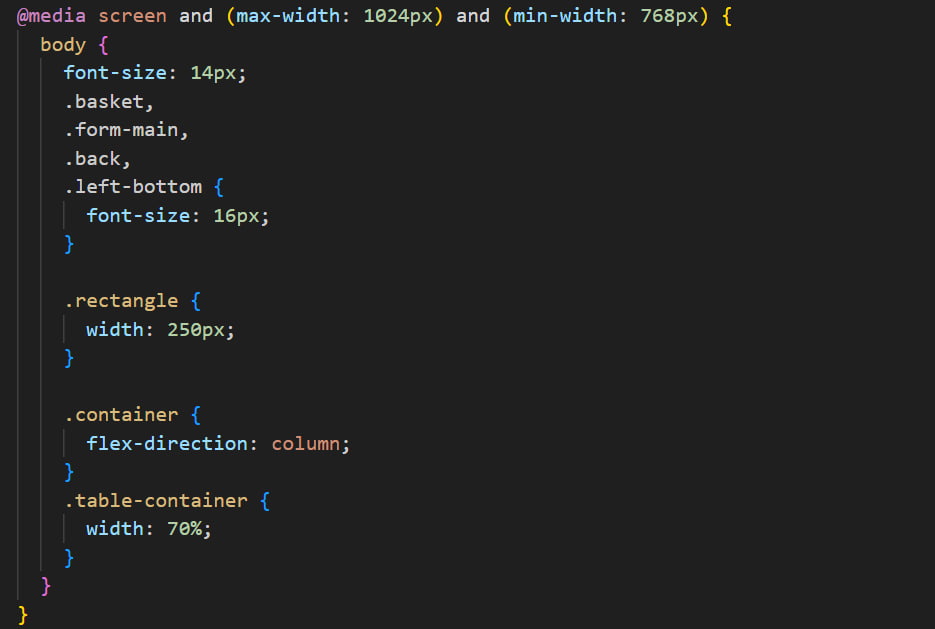 @media screen and (max-width: 1024px) and (min-width: 768px) {
body {
font-size: 14px;
.basket,
.form-main,
.back,
.left-bottom {
font-size: 16px;
}
.rectangle {
width: 250px;
}
.container {
flex-direction: column;
}
.table-container {
width: 70%;
}
}
}